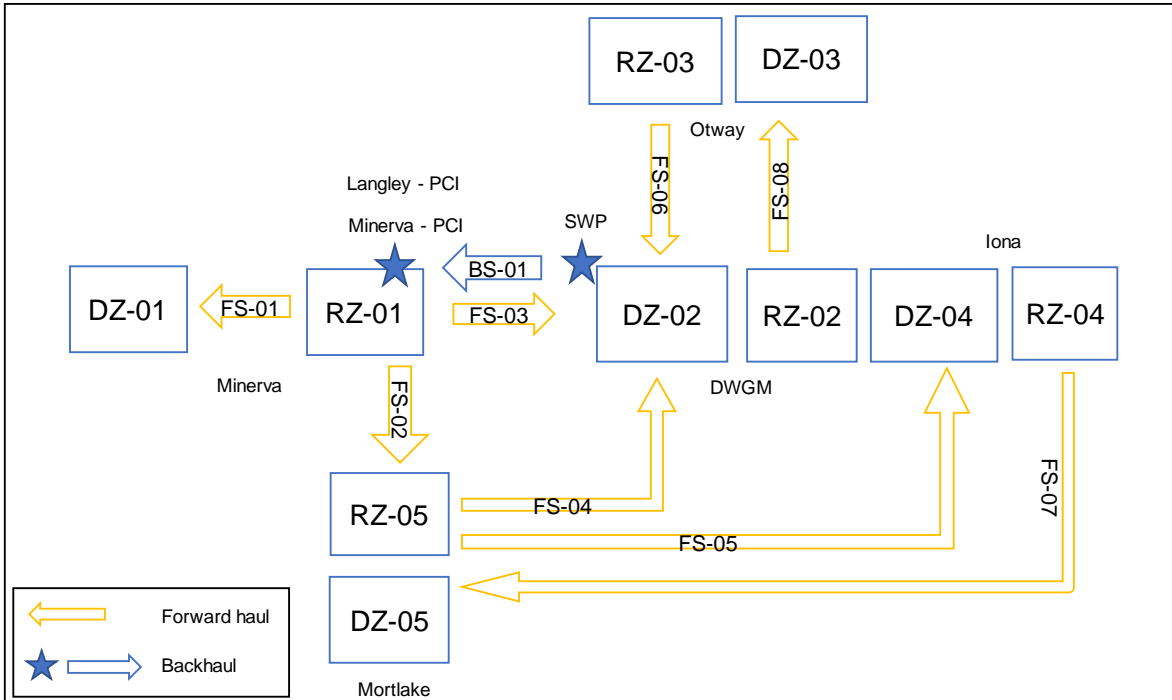 RZ-03
DZ-03
Otway
FS-06
FS-08
Langley - PCI
Minerva - PCI
SWP
Iona
BS-01
DZ-01
FS-01
RZ-01
FS-03
DZ-02
RZ-02
DZ-04
RZ-04
Minerva
FS-02
DWGM
RZ-05
FS-04
FS-05
FS-07
DZ-05
Forward haul
Backhaul
Mortlake